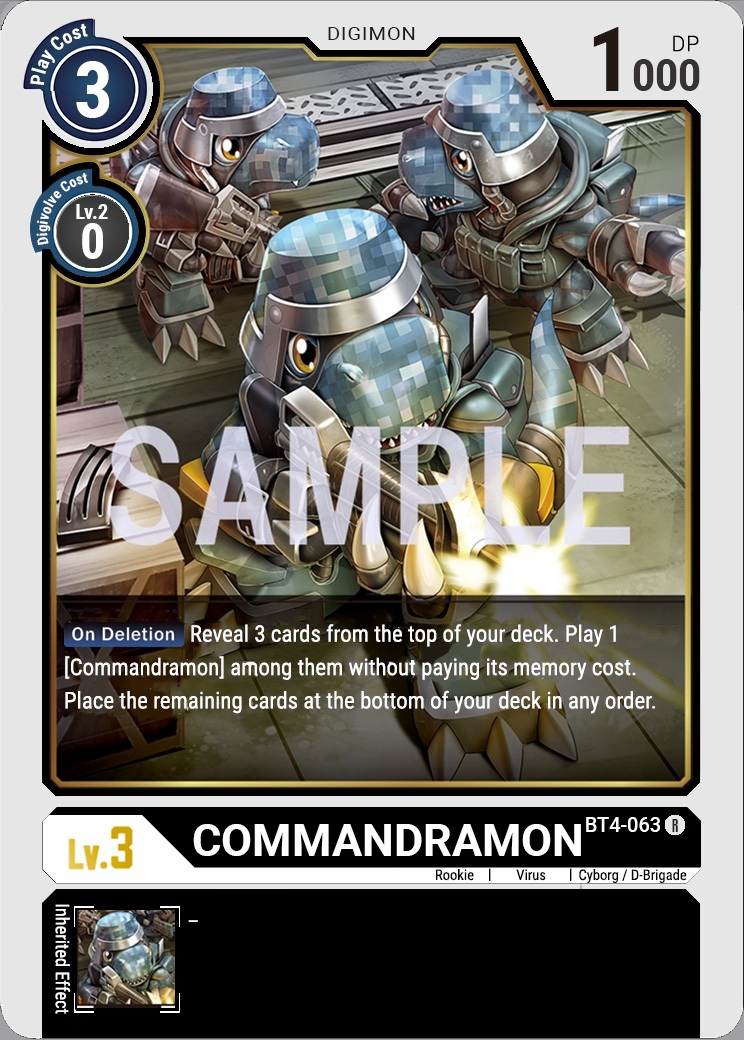 Play Cost
3
DIGIMON
DP
1000
Digivolve Cost
Lv.2
0
SAMPLE
On Deletion Reveal 3 cards from the top of your deck. Play 1
[Commandramon] among them without paying its memory cost.
Place the remaining cards at the bottom of your deck in any order.
Lv.3
COMMANDRAMON
BT4-063 R
Rookie | Virus | Cyborg / D-Brigade
Inherited Effect
–